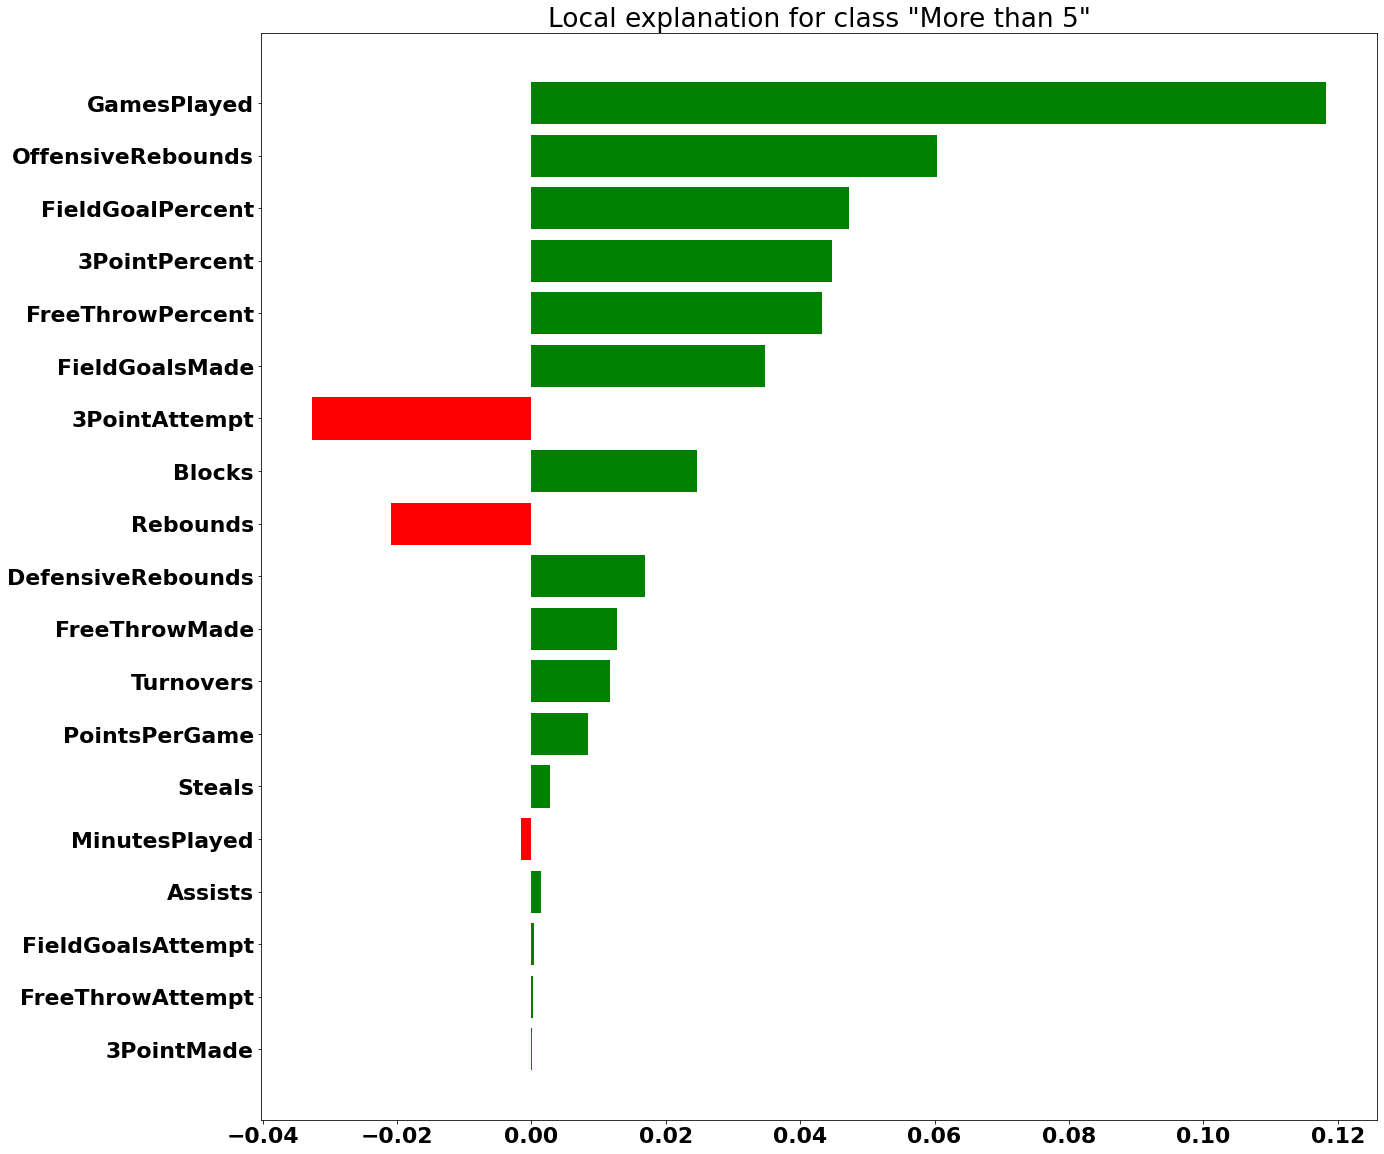 Local explanation for class "More than 5"
GamesPlayed
OffensiveRebounds
FieldGoalPercent
3PointPercent
FreeThrowPercent
FieldGoalsMade
3PointAttempt
Blocks
Rebounds
DefensiveRebounds
FreeThrowMade
Turnovers
PointsPerGame
Steals
MinutesPlayed
Assists
FieldGoalsAttempt
FreeThrowAttempt
3PointMade
−0.04 −0.02 0.00 0.02 0.04 0.06 0.08 0.10 0.12